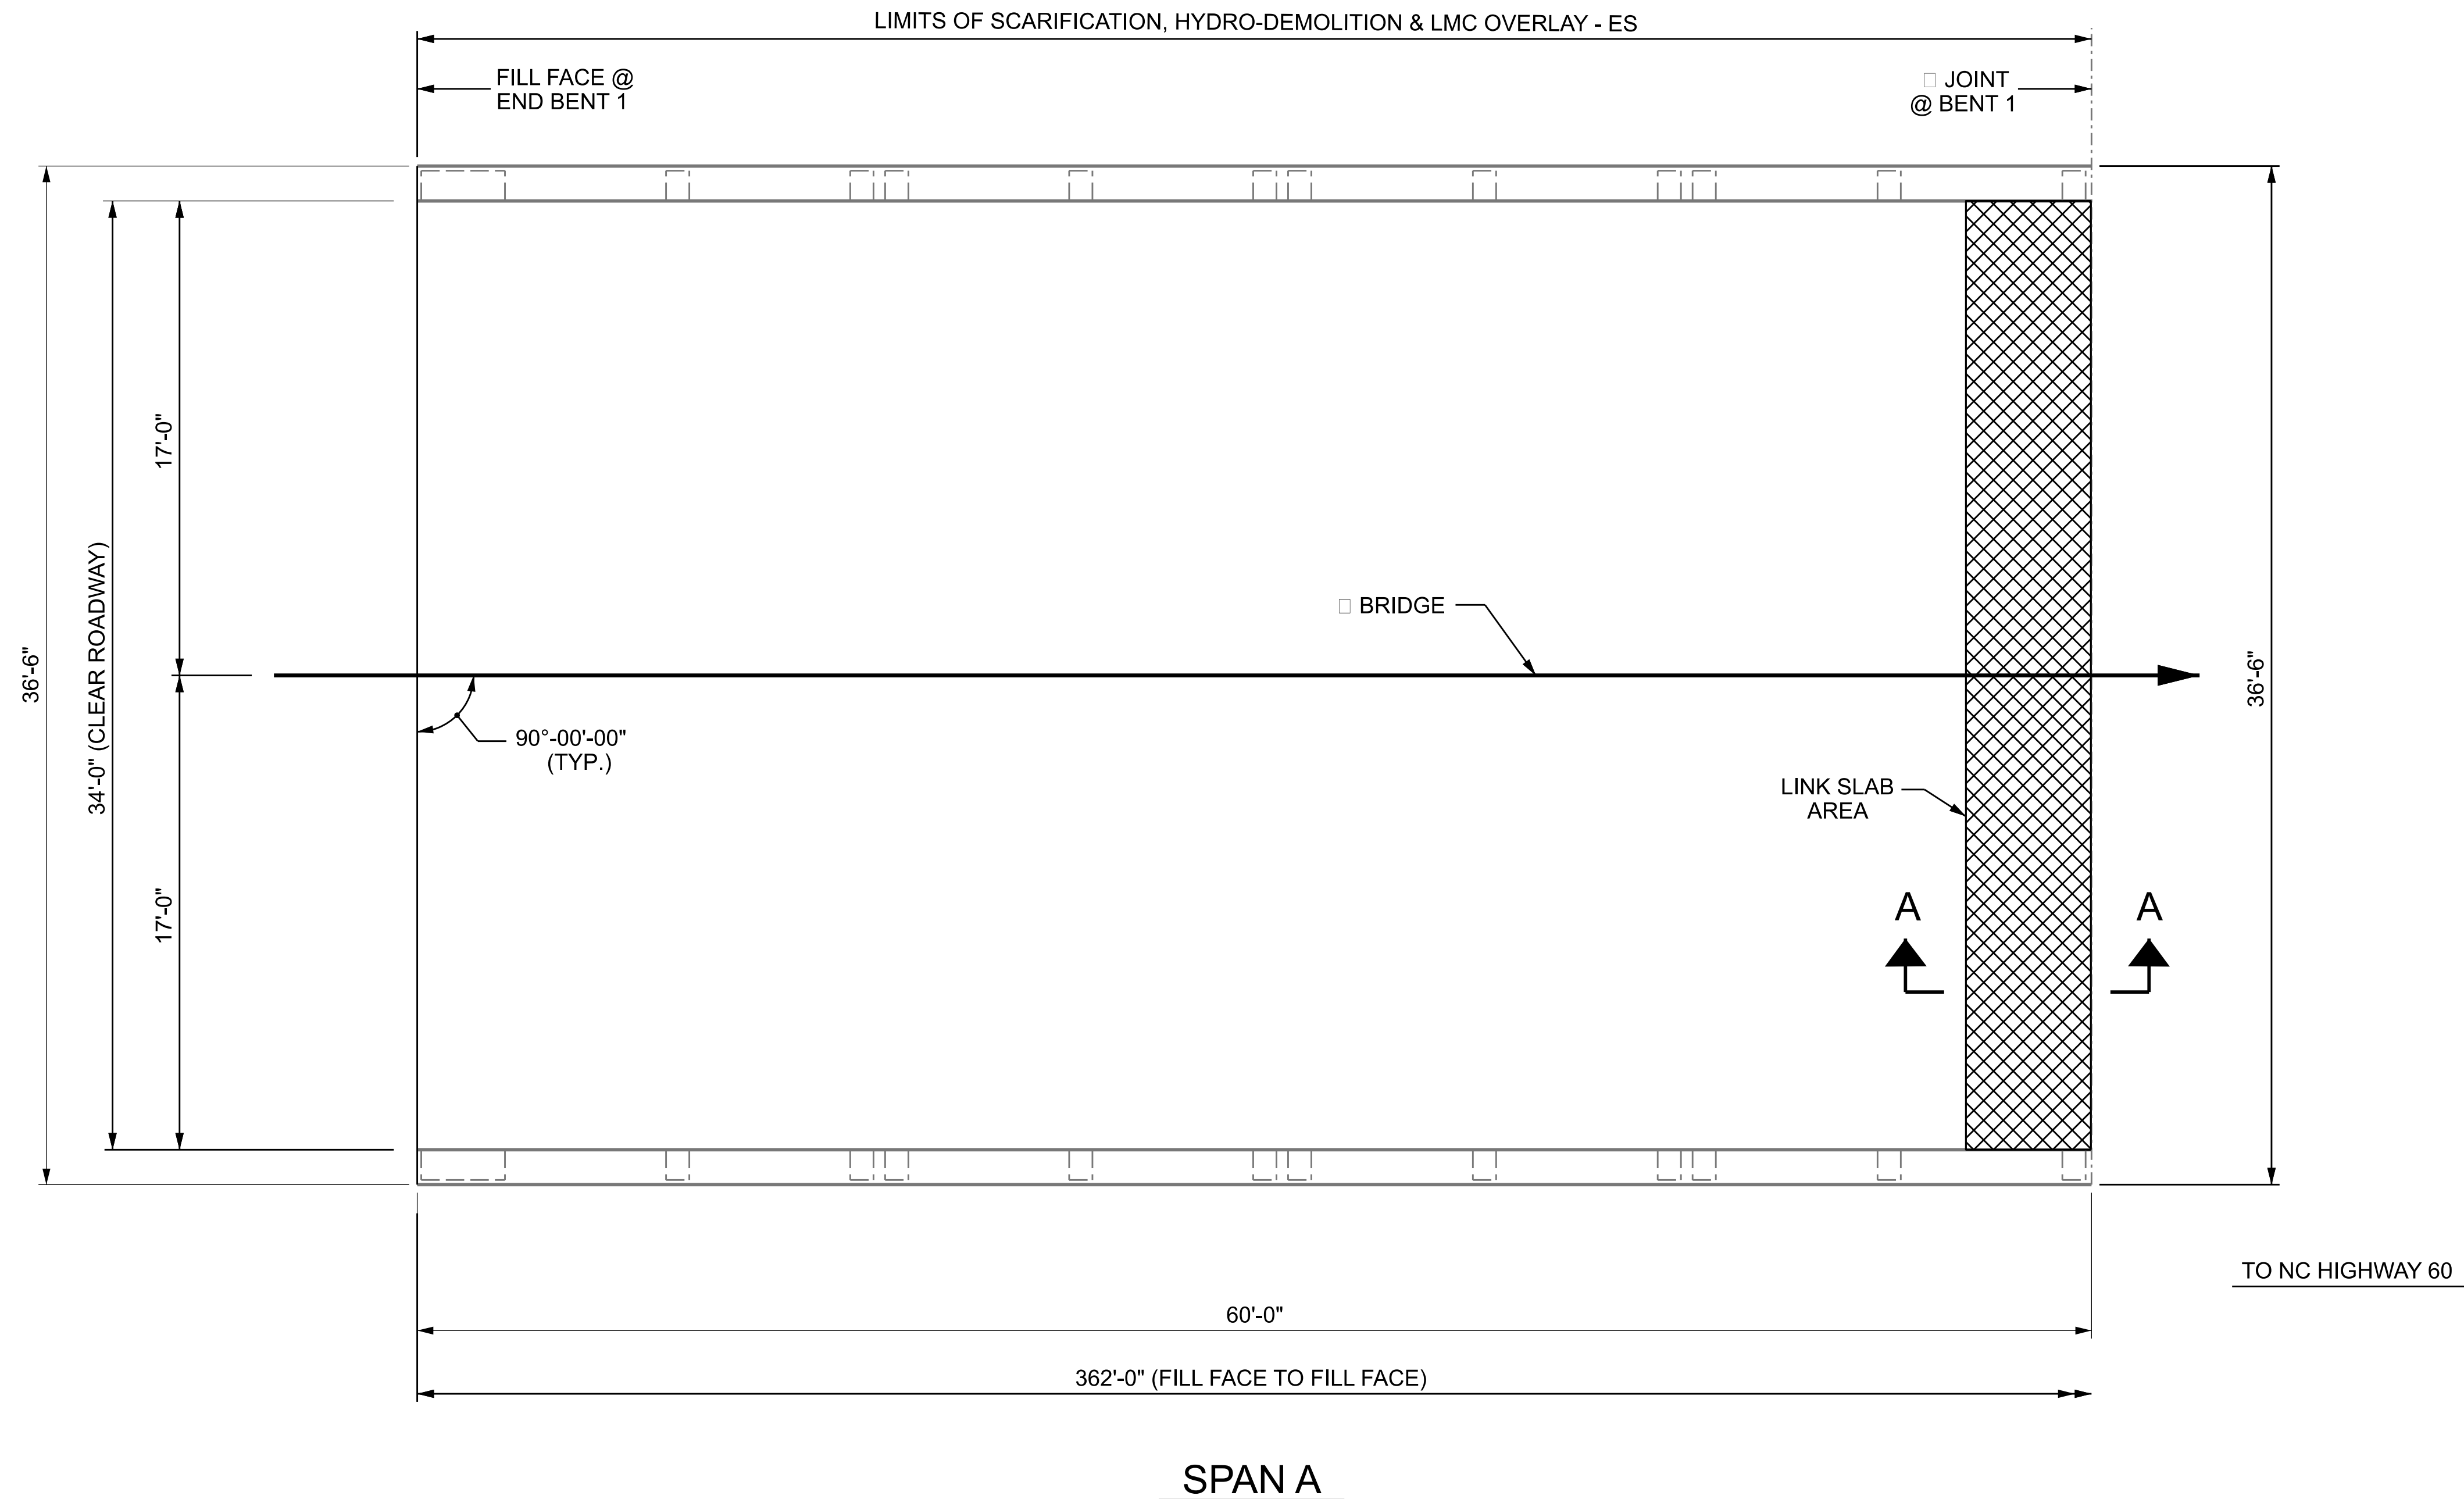 LIMITS OF SCARIFICATION, HYDRO-DEMOLITION & LMC OVERLAY - ES
FILL FACE @
END BENT 1
□ JOINT
@ BENT 1
17'-0"
36'-6"
34'-0" (CLEAR ROADWAY)
□ BRIDGE
36'-6"
90°-00'-00"
(TYP.)
LINK SLAB
AREA
17'-0"
A
A
TO NC HIGHWAY 60
60'-0"
362'-0" (FILL FACE TO FILL FACE)
SPAN A